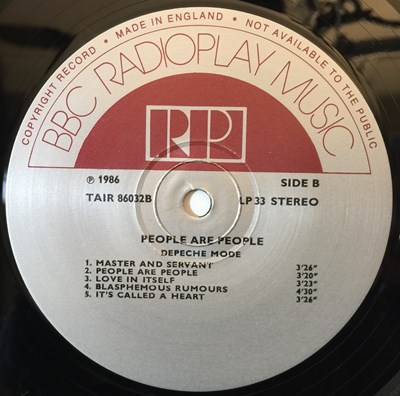 COPYRIGHT RECORD • MADE IN ENGLAND • NOT AVAILABLE TO THE PUBLIC
BBC RADIOPLAY MUSIC
RP
℗ 1986 SIDE B
TAIR 86032B LP 33 STEREO
PEOPLE ARE PEOPLE
DEPECHE MODE
1. MASTER AND SERVANT 3'26"
2. PEOPLE ARE PEOPLE 3'20"
3. LOVE IN ITSELF 3'23"
4. BLASPHEMOUS RUMOURS 4'30"
5. IT'S CALLED A HEART 3'26"